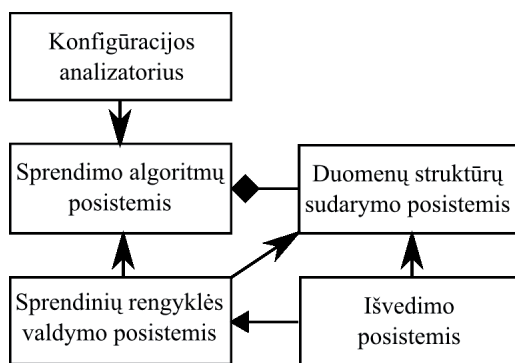 Konfigūracijos
analizatorius
Sprendimo algoritmų
posistemis
Duomenų struktūrų
sudarymo posistemis
Sprendinių rengyklės
valdymo posistemis
Išvedimo
posistemis